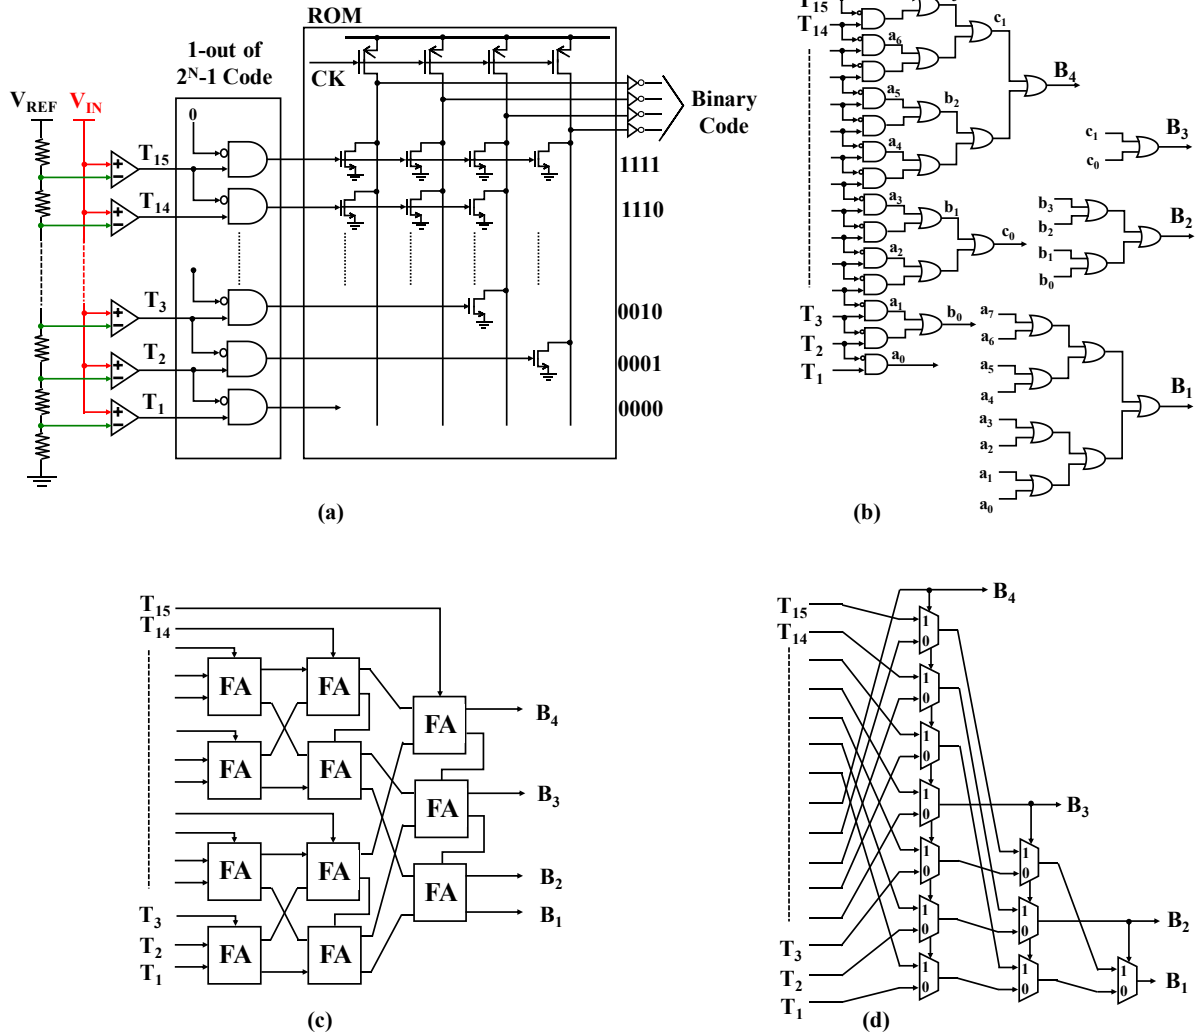 ROM
1-out of
2ᴺ-1 Code
V_REF
V_IN
0
CK
Binary
Code
T₁₅
T₁₄
T₃
T₂
T₁
+
−
+
−
+
−
+
−
+
−
1111
1110
0010
0001
0000
(a)
T₁₅
T₁₄
T₃
T₂
T₁
a₆
a₅
a₄
a₃
a₂
a₁
a₀
b₂
b₁
b₀
c₁
c₀
B₄
c₁
c₀
B₃
b₃
b₂
b₁
b₀
B₂
a₇
a₆
a₅
a₄
a₃
a₂
a₁
a₀
B₁
(b)
T₁₅
T₁₄
T₃
T₂
T₁
FA
FA
FA
FA
FA
FA
FA
FA
FA
FA
FA
B₄
B₃
B₂
B₁
(c)
T₁₅
T₁₄
T₃
T₂
T₁
1
0
1
0
1
0
1
0
1
0
1
0
1
0
1
0
1
0
1
0
1
0
B₄
B₃
B₂
B₁
(d)